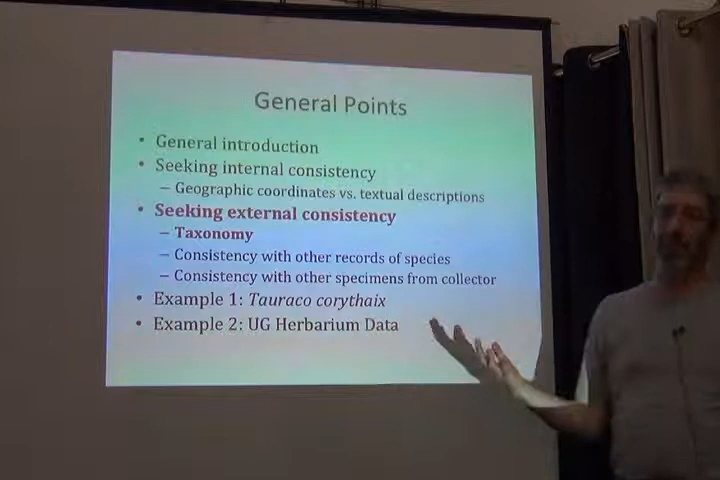 General Points
• General introduction
• Seeking internal consistency
– Geographic coordinates vs. textual descriptions
• Seeking external consistency
– Taxonomy
– Consistency with other records of species
– Consistency with other specimens from collector
• Example 1: Tauraco corythaix
• Example 2: UG Herbarium Data